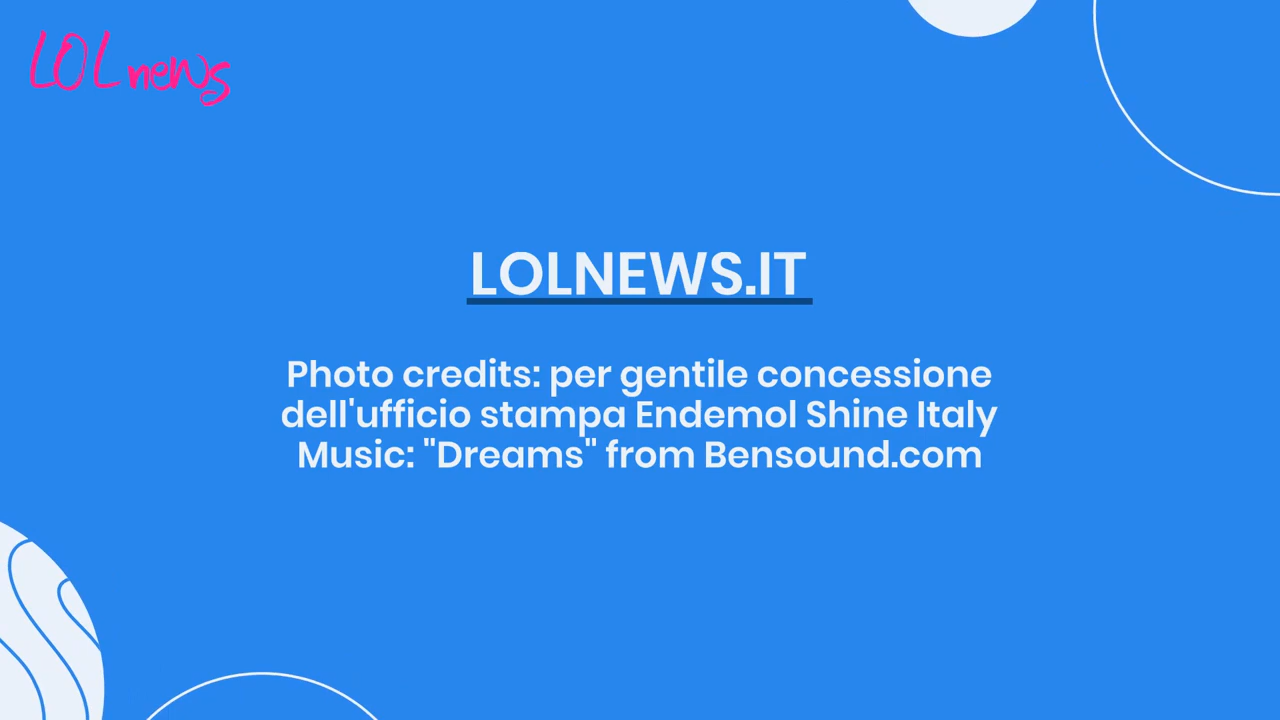 LOLnews
LOLNEWS.IT
Photo credits: per gentile concessione
dell'ufficio stampa Endemol Shine Italy
Music: "Dreams" from Bensound.com